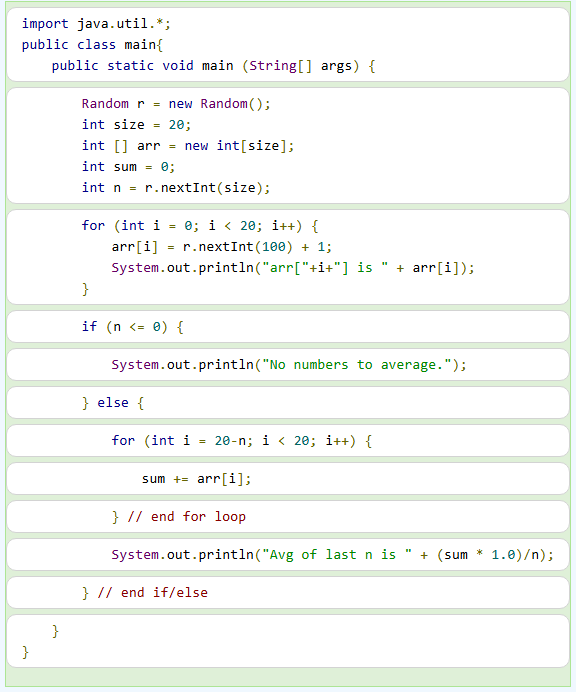 import java.util.*;
public class main{
    public static void main (String[] args) {
        Random r = new Random();
        int size = 20;
        int [] arr = new int[size];
        int sum = 0;
        int n = r.nextInt(size);
        for (int i = 0; i < 20; i++) {
            arr[i] = r.nextInt(100) + 1;
            System.out.println("arr["+i+"] is " + arr[i]);
        }
        if (n <= 0) {
            System.out.println("No numbers to average.");
        } else {
            for (int i = 20-n; i < 20; i++) {
                sum += arr[i];
            } // end for loop
            System.out.println("Avg of last n is " + (sum * 1.0)/n);
        } // end if/else
    }
}